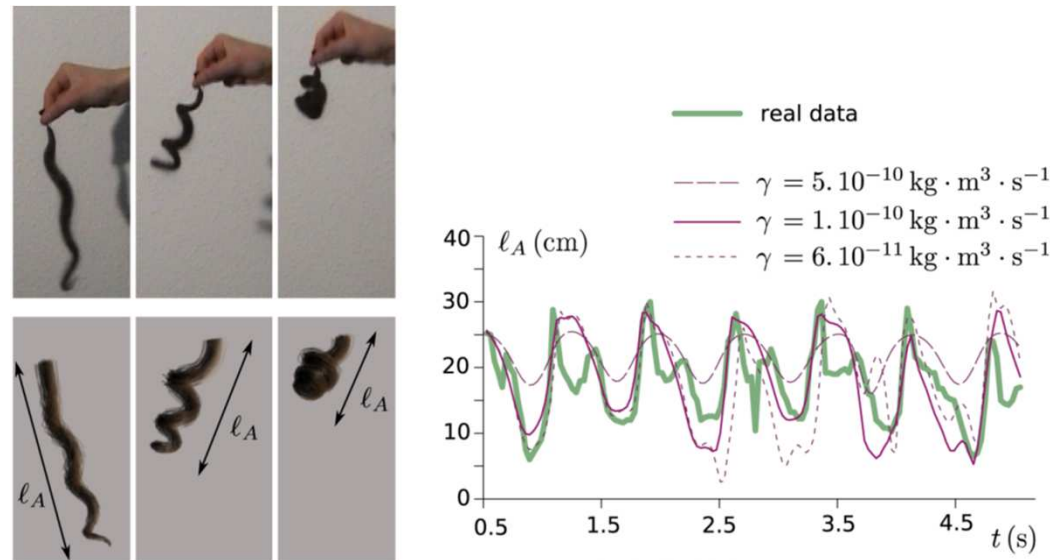 ℓ_A
ℓ_A
ℓ_A
real data
γ = 5.10⁻¹⁰ kg · m³ · s⁻¹
γ = 1.10⁻¹⁰ kg · m³ · s⁻¹
γ = 6.10⁻¹¹ kg · m³ · s⁻¹
ℓ_A (cm)
40
30
20
10
0
0.5 1.5 2.5 3.5 4.5
t (s)